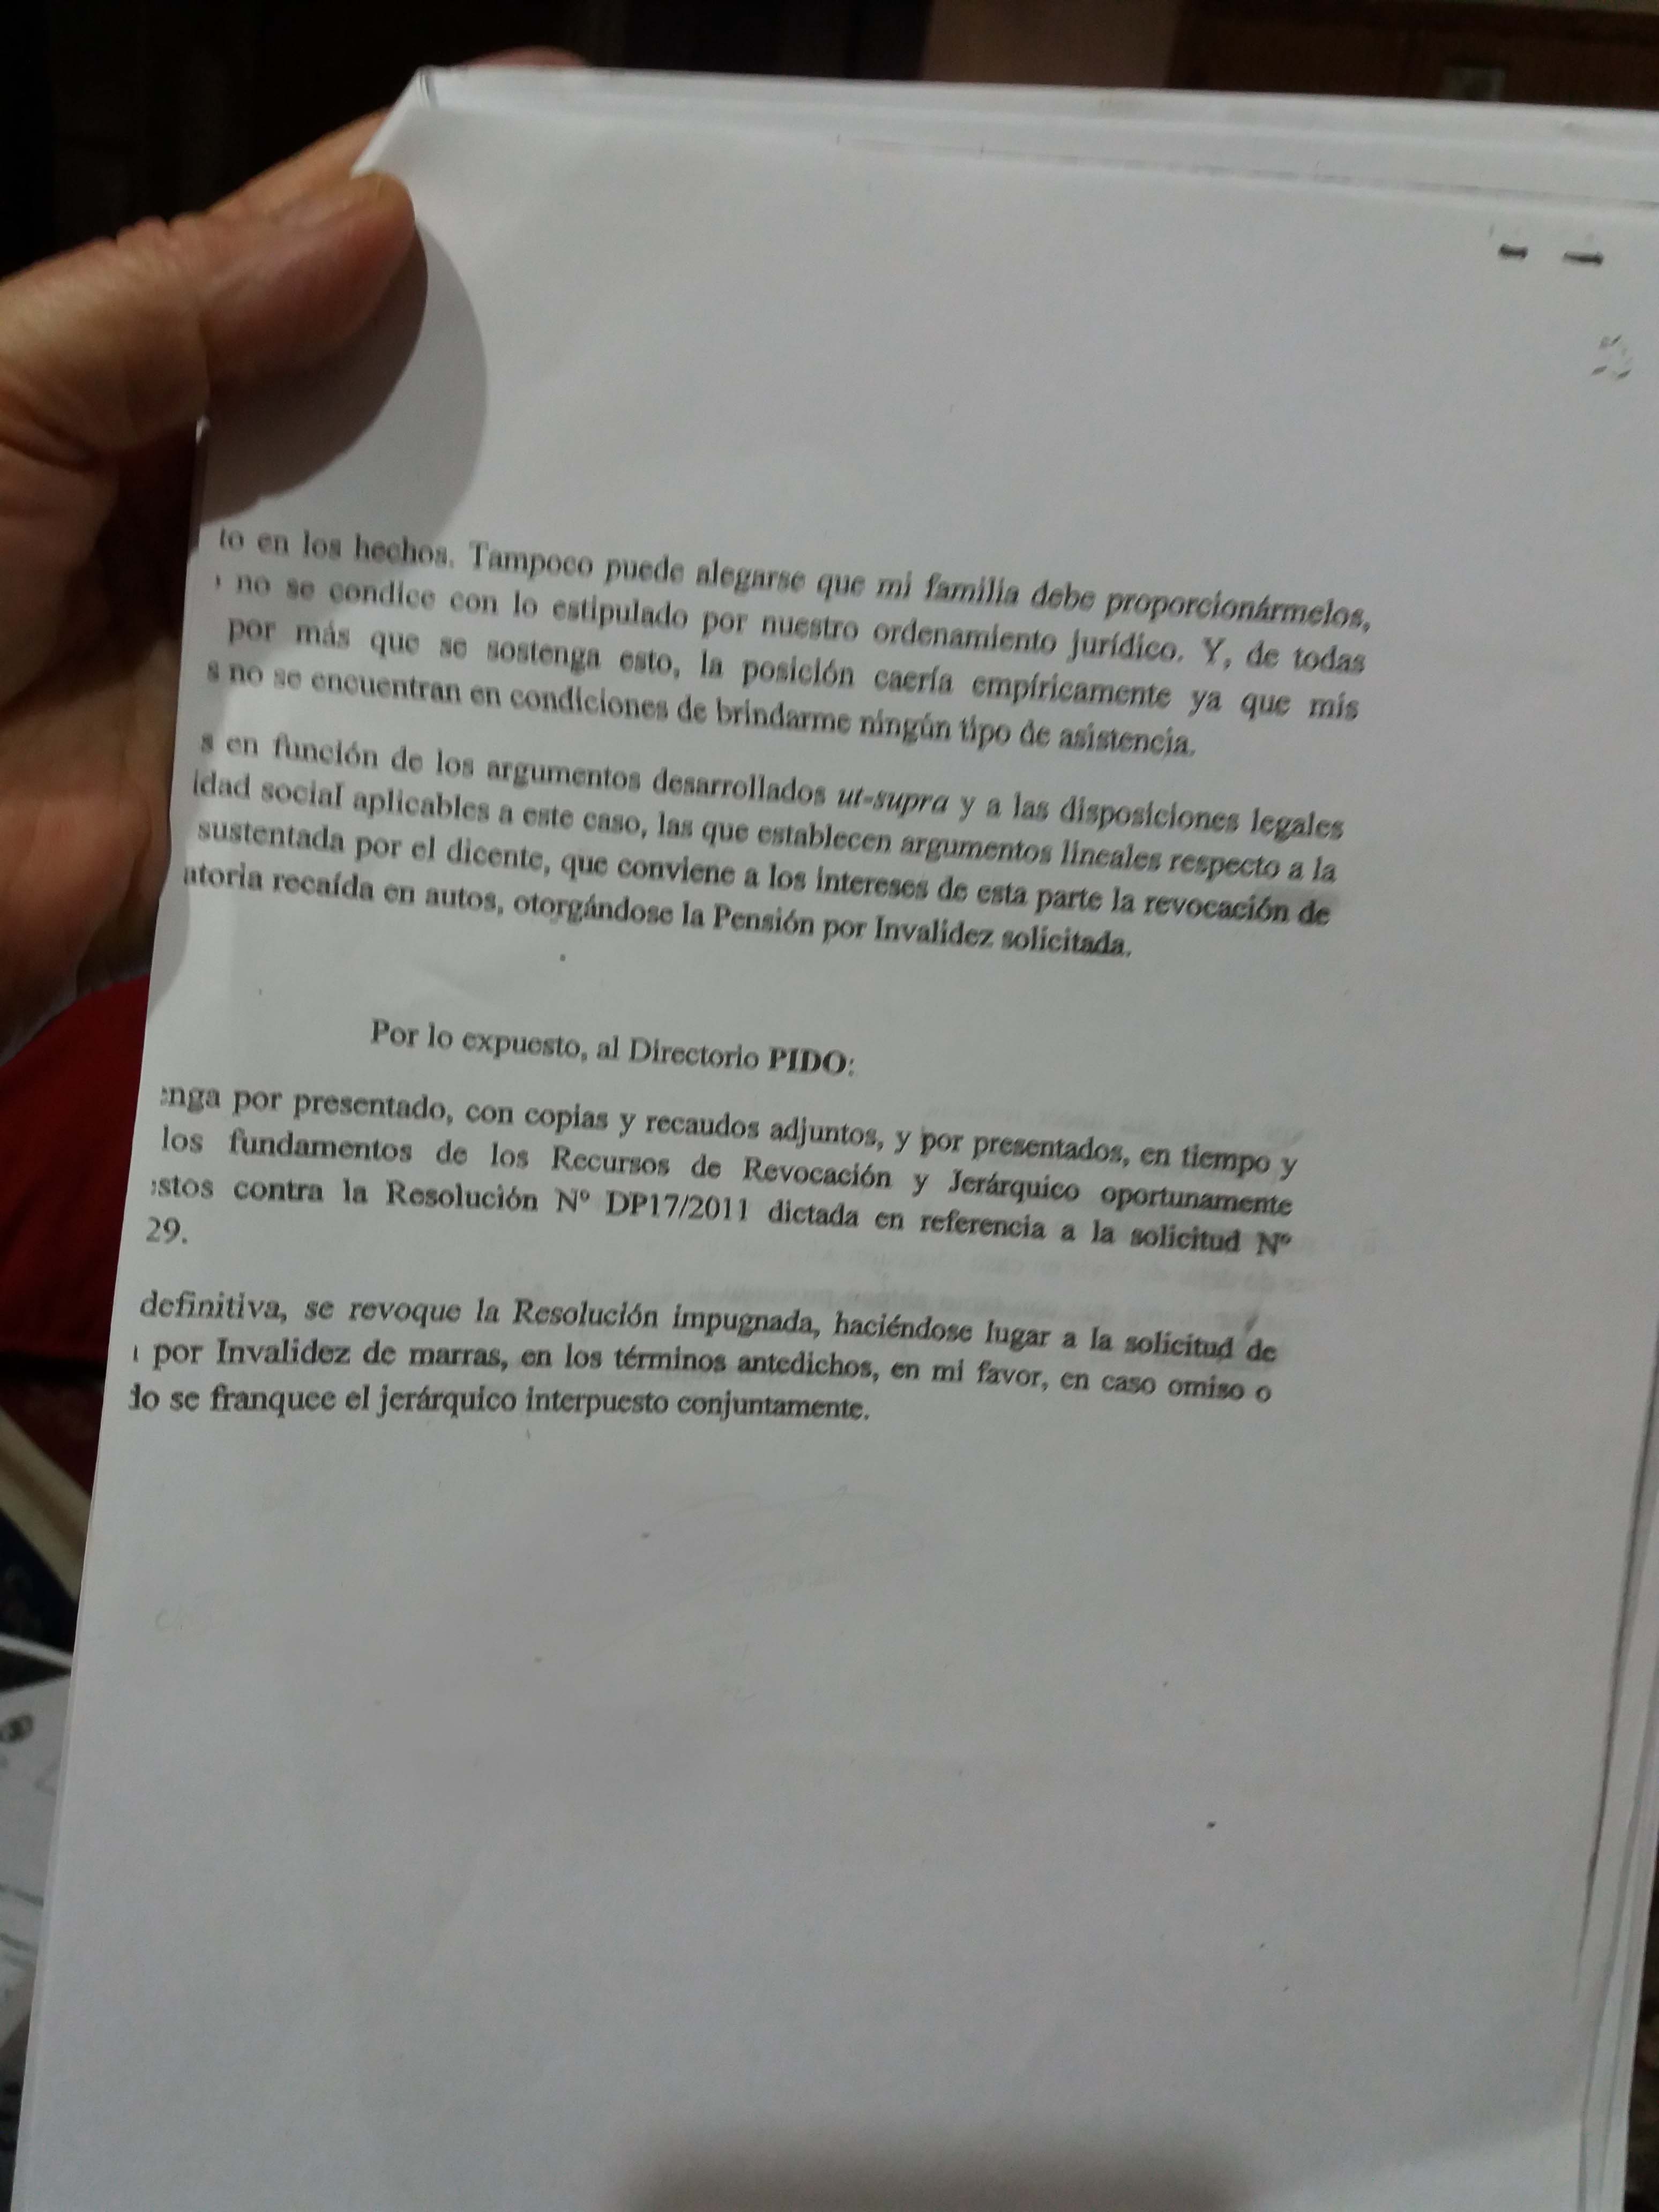 to en los hechos. Tampoco puede alegarse que mi familia debe proporcionármelos,
no se condice con lo estipulado por nuestro ordenamiento jurídico. Y, de todas
por más que se sostenga esto, la posición caería empíricamente ya que mis
s no se encuentran en condiciones de brindarme ningún tipo de asistencia.
s en función de los argumentos desarrollados ut-supra y a las disposiciones legales
idad social aplicables a este caso, las que establecen argumentos lineales respecto a la
sustentada por el dicente, que conviene a los intereses de esta parte la revocación de
atoria recaída en autos, otorgándose la Pensión por Invalidez solicitada.
Por lo expuesto, al Directorio PIDO:
enga por presentado, con copias y recaudos adjuntos, y por presentados, en tiempo y
los fundamentos de los Recursos de Revocación y Jerárquico oportunamente
estos contra la Resolución Nº DP17/2011 dictada en referencia a la solicitud Nº
29.
definitiva, se revoque la Resolución impugnada, haciéndose lugar a la solicitud de
por Invalidez de marras, en los términos antedichos, en mi favor, en caso omiso o
do se franquee el jerárquico interpuesto conjuntamente.